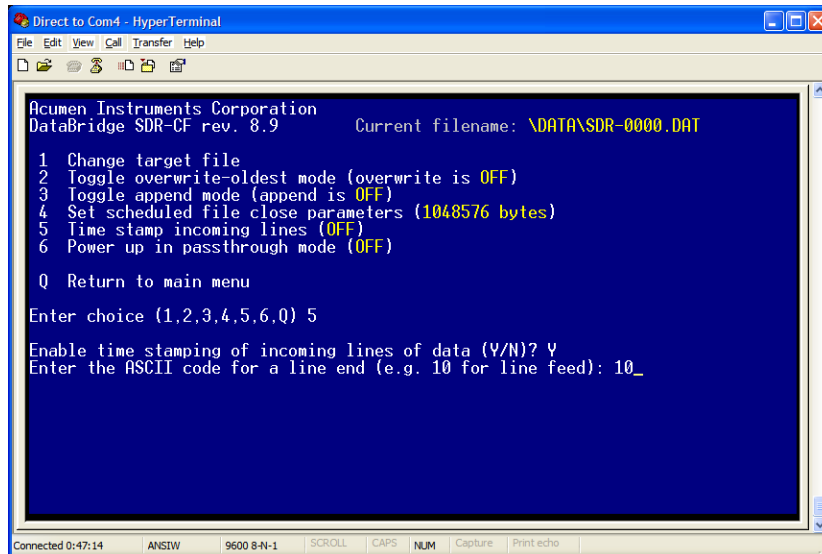 Direct to Com4 - HyperTerminal
File Edit View Call Transfer Help
Acumen Instruments Corporation
DataBridge SDR-CF rev. 8.9 Current filename: \DATA\SDR-0000.DAT
1 Change target file
2 Toggle overwrite-oldest mode (overwrite is OFF)
3 Toggle append mode (append is OFF)
4 Set scheduled file close parameters (1048576 bytes)
5 Time stamp incoming lines (OFF)
6 Power up in passthrough mode (OFF)
Q Return to main menu
Enter choice (1,2,3,4,5,6,Q) 5
Enable time stamping of incoming lines of data (Y/N)? Y
Enter the ASCII code for a line end (e.g. 10 for line feed): 10_
Connected 0:47:14 ANSIW 9600 8-N-1 SCROLL CAPS NUM Capture Print echo